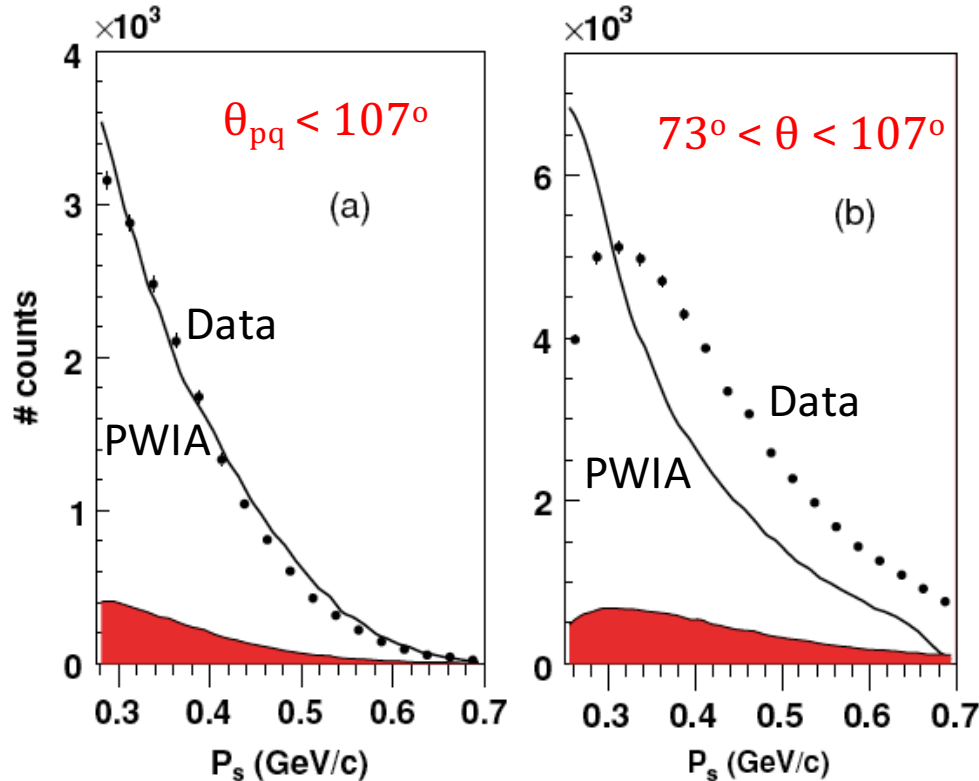 ×10³
4
3
2
1
0
# counts
θpq < 107°
(a)
Data
PWIA
0.3 0.4 0.5 0.6 0.7
Ps (GeV/c)
×10³
6
4
2
0
73° < θ < 107°
(b)
Data
PWIA
0.3 0.4 0.5 0.6 0.7
Ps (GeV/c)